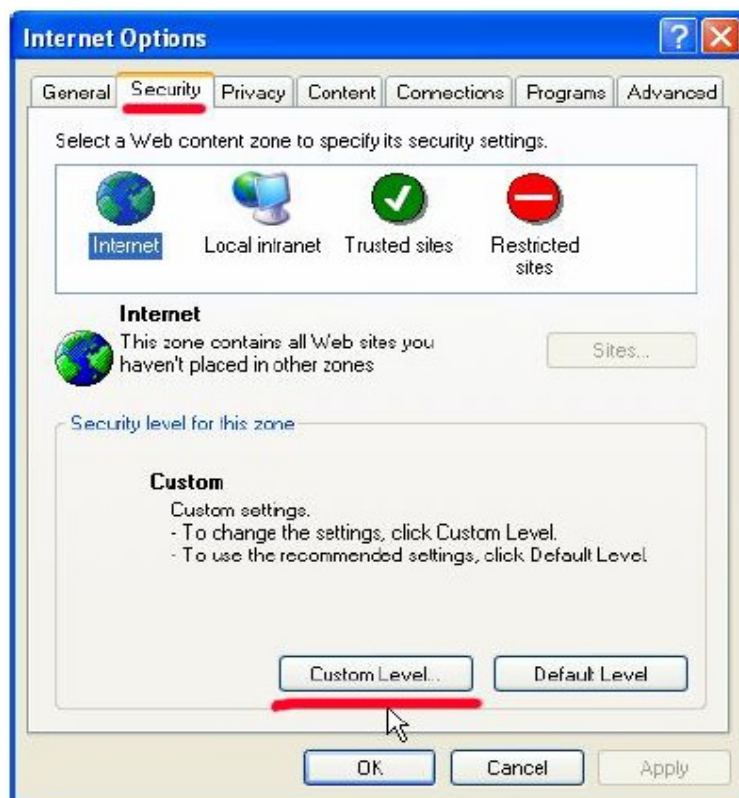 Internet Options
General Security Privacy Content Connections Programs Advanced
Select a Web content zone to specify its security settings.
Internet Local intranet Trusted sites Restricted
sites
Internet
This zone contains all Web sites you
haven't placed in other zones
Sites...
Security level for this zone
Custom
Custom settings.
- To change the settings, click Custom Level.
- To use the recommended settings, click Default Level
Custom Level... Default Level
OK Cancel Apply